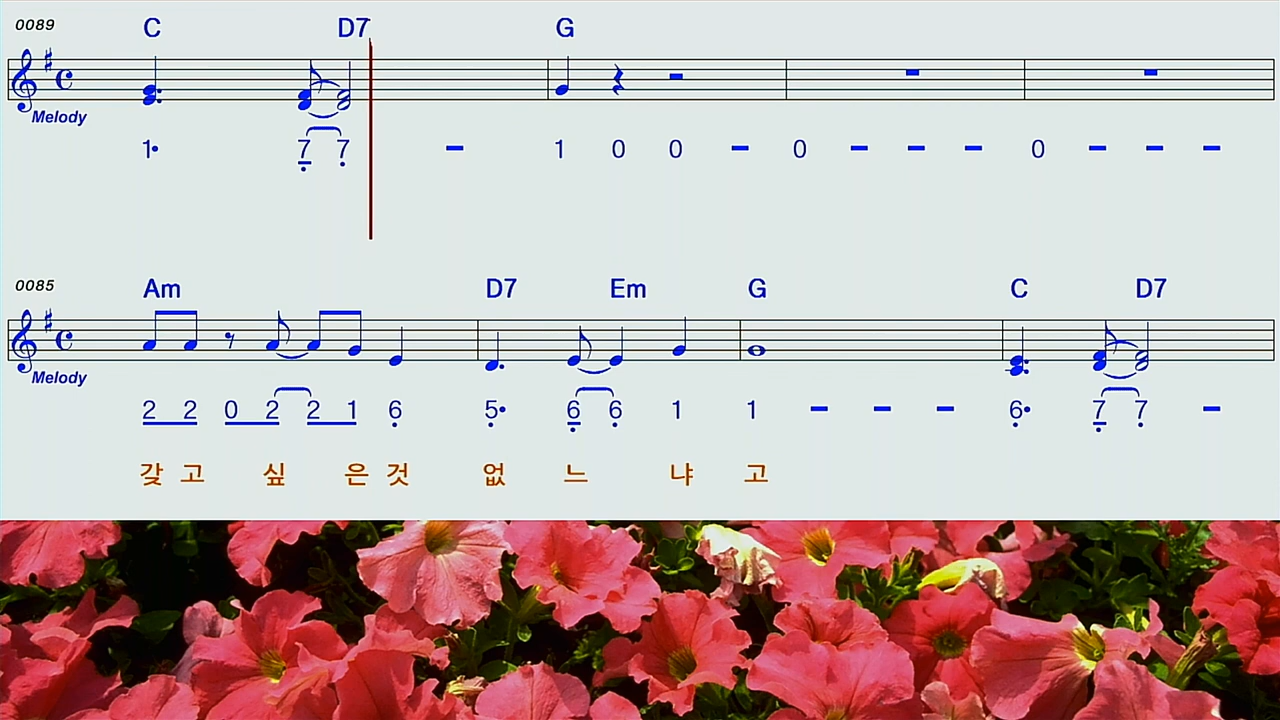 0089
C D7 G
Melody
1• 7 7 – 1 0 0 – 0 – – – 0 – – –
0085
Am D7 Em G C D7
Melody
2 2 0 2 2 1 6 5• 6 6 1 1 – – – 6• 7 7 –
갖 고 싶 은 것 없 느 냐 고